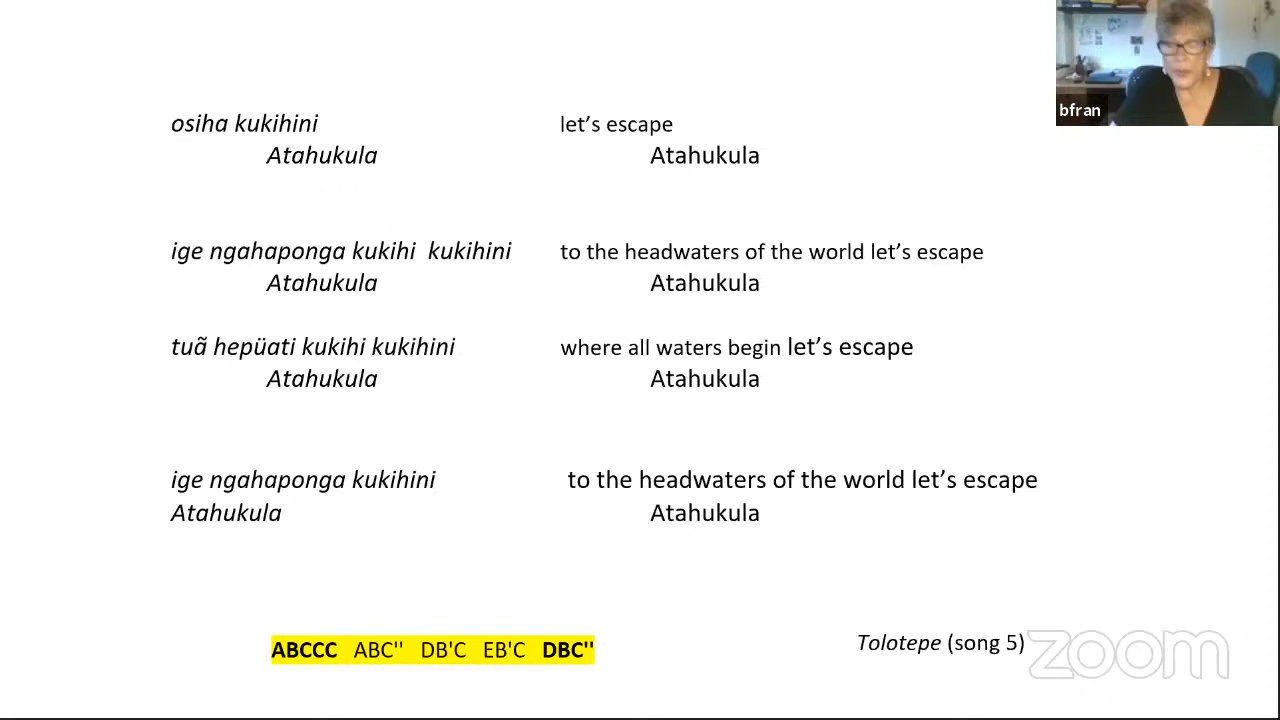 bfran
osiha kukihini let’s escape
Atahukula Atahukula
ige ngahaponga kukihi kukihini to the headwaters of the world let’s escape
Atahukula Atahukula
tuã hepüati kukihi kukihini where all waters begin let’s escape
Atahukula Atahukula
ige ngahaponga kukihini to the headwaters of the world let’s escape
Atahukula Atahukula
ABCCC ABC" DB'C EB'C DBC" Tolotepe (song 5)
zoom